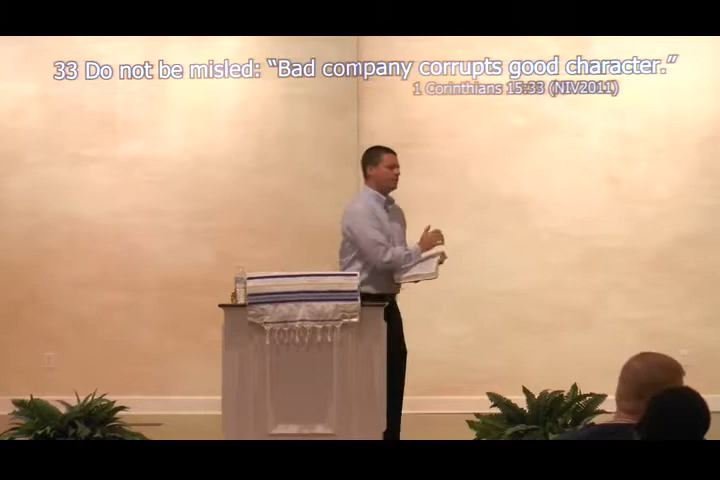 33 Do not be misled: “Bad company corrupts good character.”
1 Corinthians 15:33 (NIV2011)